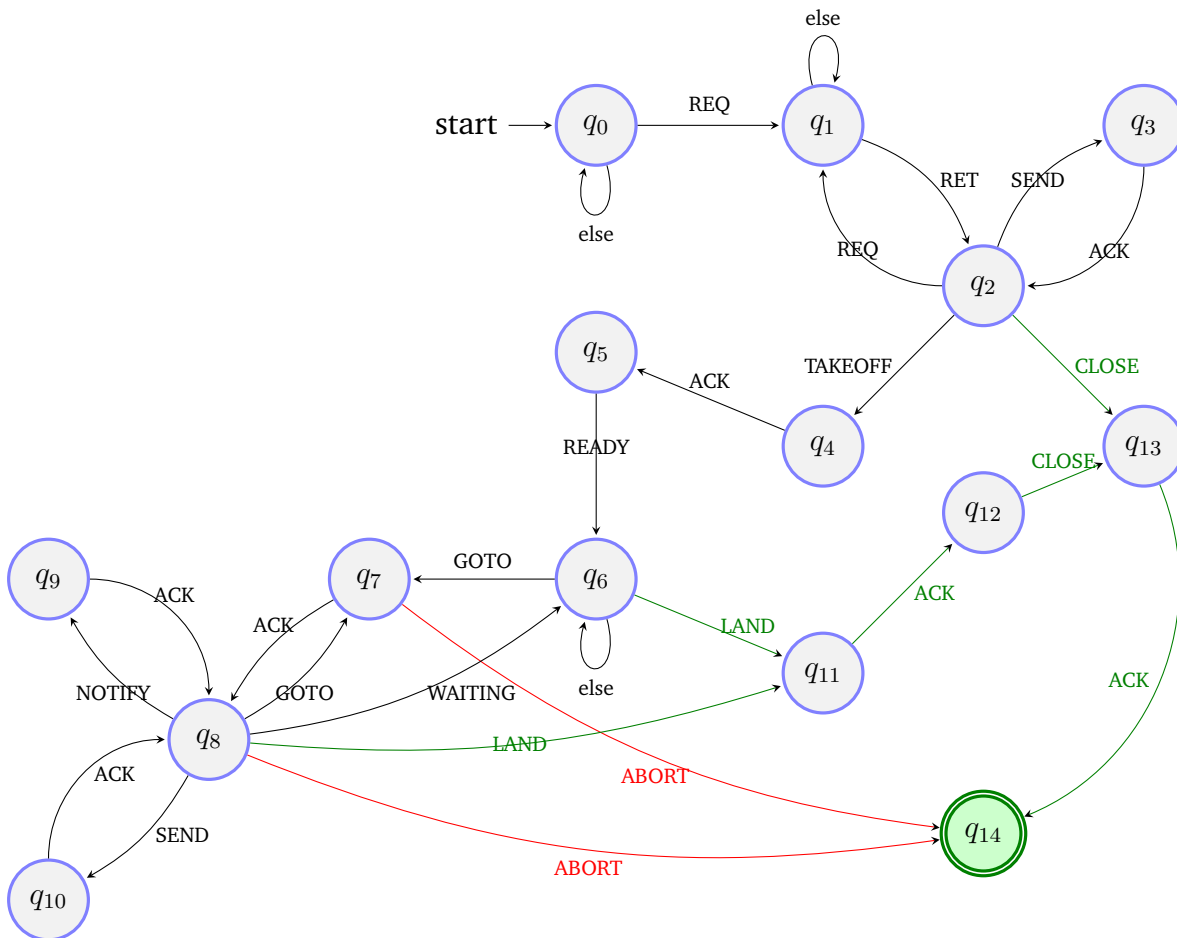 else
REQ
start
q0
q1
q3
RET
SEND
else
REQ
ACK
q2
q5
TAKEOFF
CLOSE
ACK
READY
q4
q13
CLOSE
q12
GOTO
q9
q7
q6
ACK
ACK
ACK
LAND
q11
NOTIFY
GOTO
WAITING
else
ACK
q8
LAND
ACK
ABORT
SEND
q14
ABORT
q10